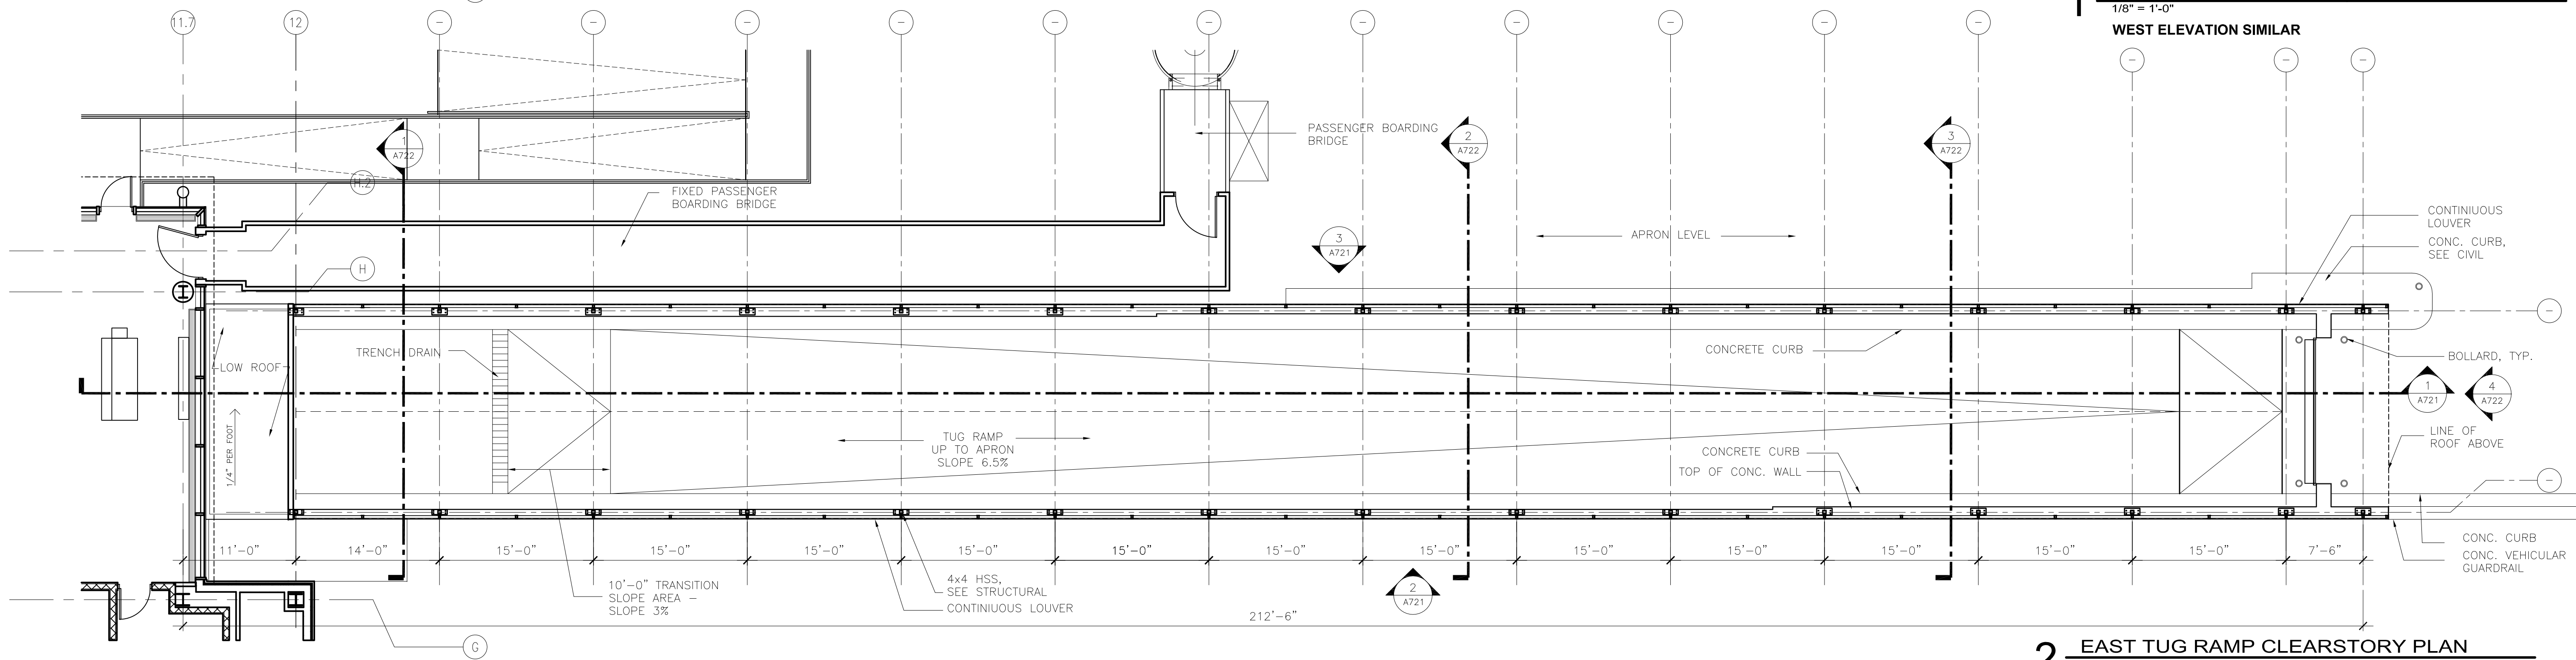 1/8" = 1'-0"
WEST ELEVATION SIMILAR
11.7
12
PASSENGER BOARDING
BRIDGE
1
A722
2
A722
3
A722
H.2
FIXED PASSENGER
BOARDING BRIDGE
CONTINIUOUS
LOUVER
3
A721
APRON LEVEL
CONC. CURB,
SEE CIVIL
H
TRENCH DRAIN
CONCRETE CURB
BOLLARD, TYP.
LOW ROOF
1
A721
4
A722
1/4" PER FOOT
TUG RAMP
UP TO APRON
SLOPE 6.5%
LINE OF
ROOF ABOVE
CONCRETE CURB
TOP OF CONC. WALL
11'-0"
14'-0"
15'-0"
15'-0"
15'-0"
15'-0"
15'-0"
15'-0"
15'-0"
15'-0"
15'-0"
15'-0"
15'-0"
15'-0"
7'-6"
CONC. CURB
CONC. VEHICULAR
GUARDRAIL
10'-0" TRANSITION
SLOPE AREA -
SLOPE 3%
4x4 HSS,
SEE STRUCTURAL
CONTINIUOUS LOUVER
2
A721
212'-6"
G
2
EAST TUG RAMP CLEARSTORY PLAN